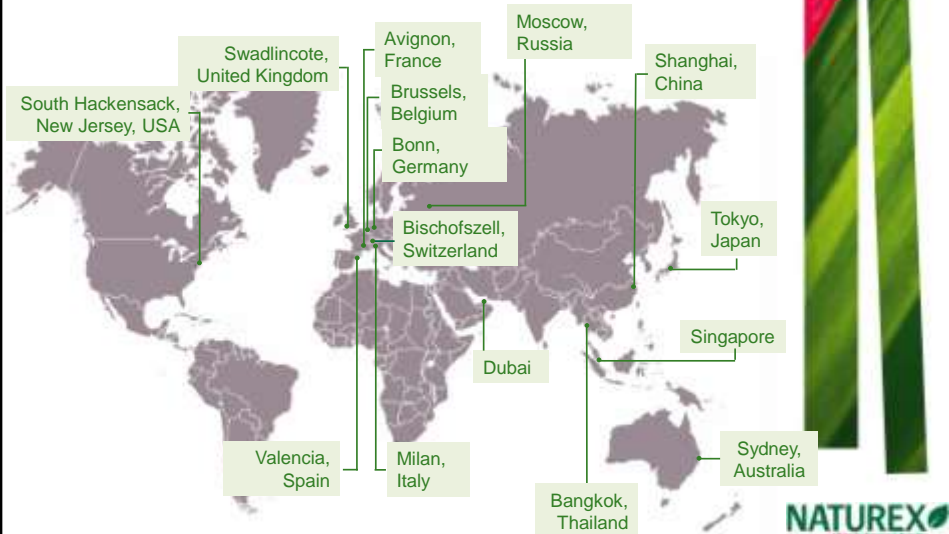 Moscow,
Russia
Avignon,
France
Swadlincote,
United Kingdom
Shanghai,
China
South Hackensack,
New Jersey, USA
Brussels,
Belgium
Bonn,
Germany
Bischofszell,
Switzerland
Tokyo,
Japan
Singapore
Dubai
Valencia,
Spain
Milan,
Italy
Sydney,
Australia
Bangkok,
Thailand
NATUREX